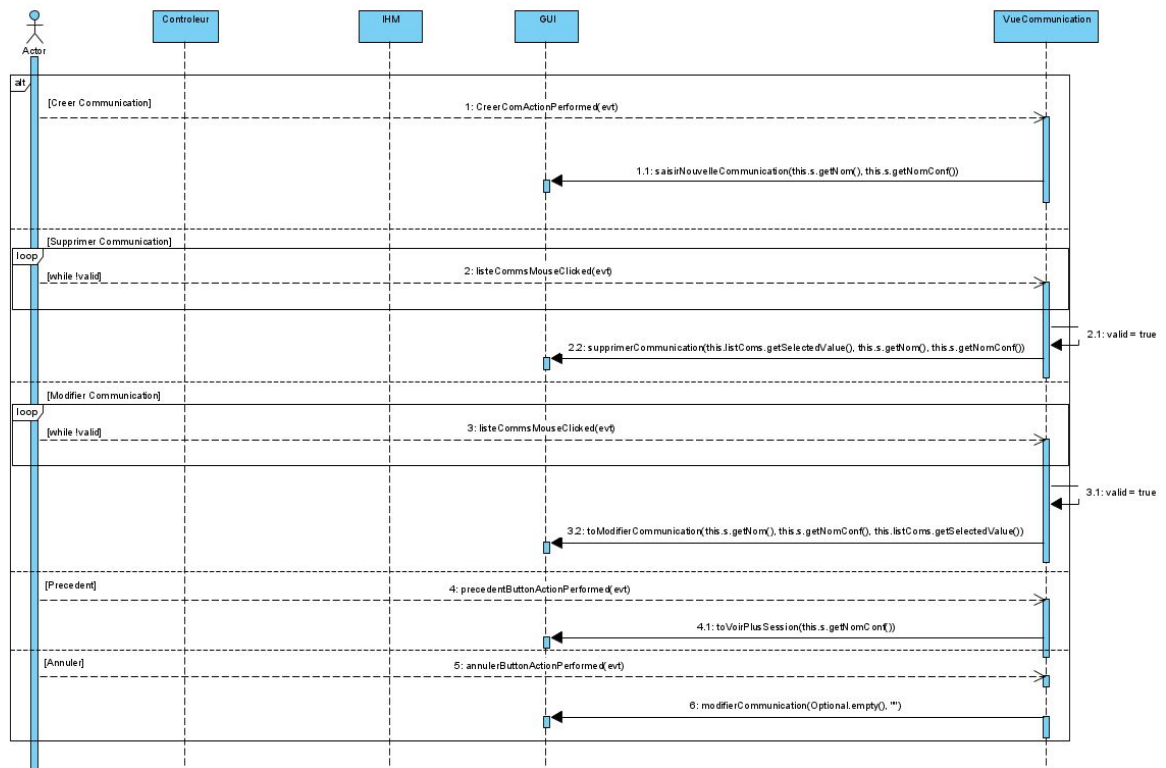 Controleur
IHM
GUI
VueCommunication
Actor
alt
[Creer Communication]
1: CreerComActionPerformed(evt)
1.1: saisirNouvelleCommunication(this.s.getNom(), this.s.getNomConf())
[Supprimer Communication]
loop
[while !valid]
2: listeCommsMouseClicked(evt)
2.1: valid = true
2.2: supprimerCommunication(this.listComs.getSelectedValue(), this.s.getNom(), this.s.getNomConf())
[Modifier Communication]
loop
[while !valid]
3: listeCommsMouseClicked(evt)
3.1: valid = true
3.2: toModifierCommunication(this.s.getNom(), this.s.getNomConf(), this.listComs.getSelectedValue())
[Precedent]
4: precedentButtonActionPerformed(evt)
4.1: toVoirPlusSession(this.s.getNomConf())
[Annuler]
5: annulerButtonActionPerformed(evt)
6: modifierCommunication(Optional.empty(), "")